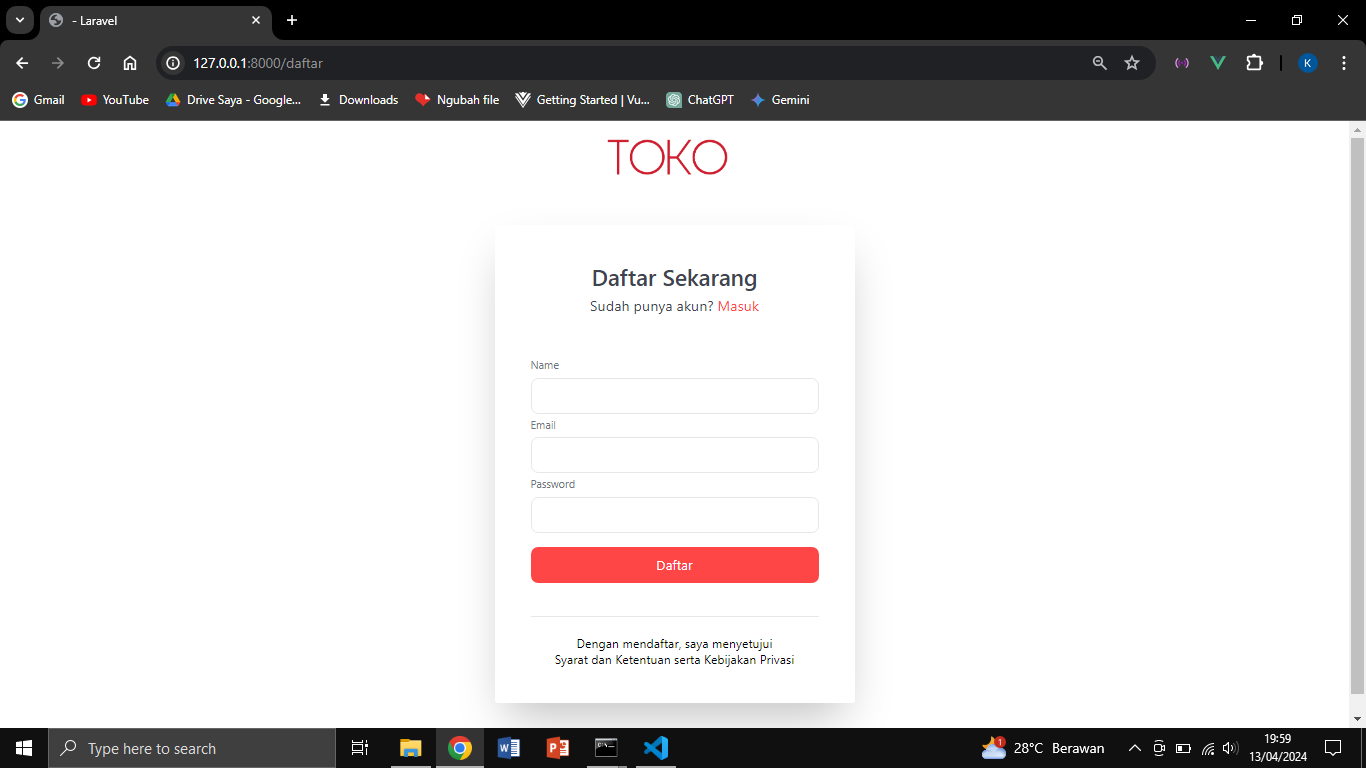 - Laravel
127.0.0.1:8000/daftar
K
Gmail YouTube Drive Saya - Google... Downloads Ngubah file Getting Started | Vu... ChatGPT Gemini
TOKO
Daftar Sekarang
Sudah punya akun? Masuk
Name
Email
Password
Daftar
Dengan mendaftar, saya menyetujui
Syarat dan Ketentuan serta Kebijakan Privasi
Type here to search
1
28°C Berawan
19:59
13/04/2024